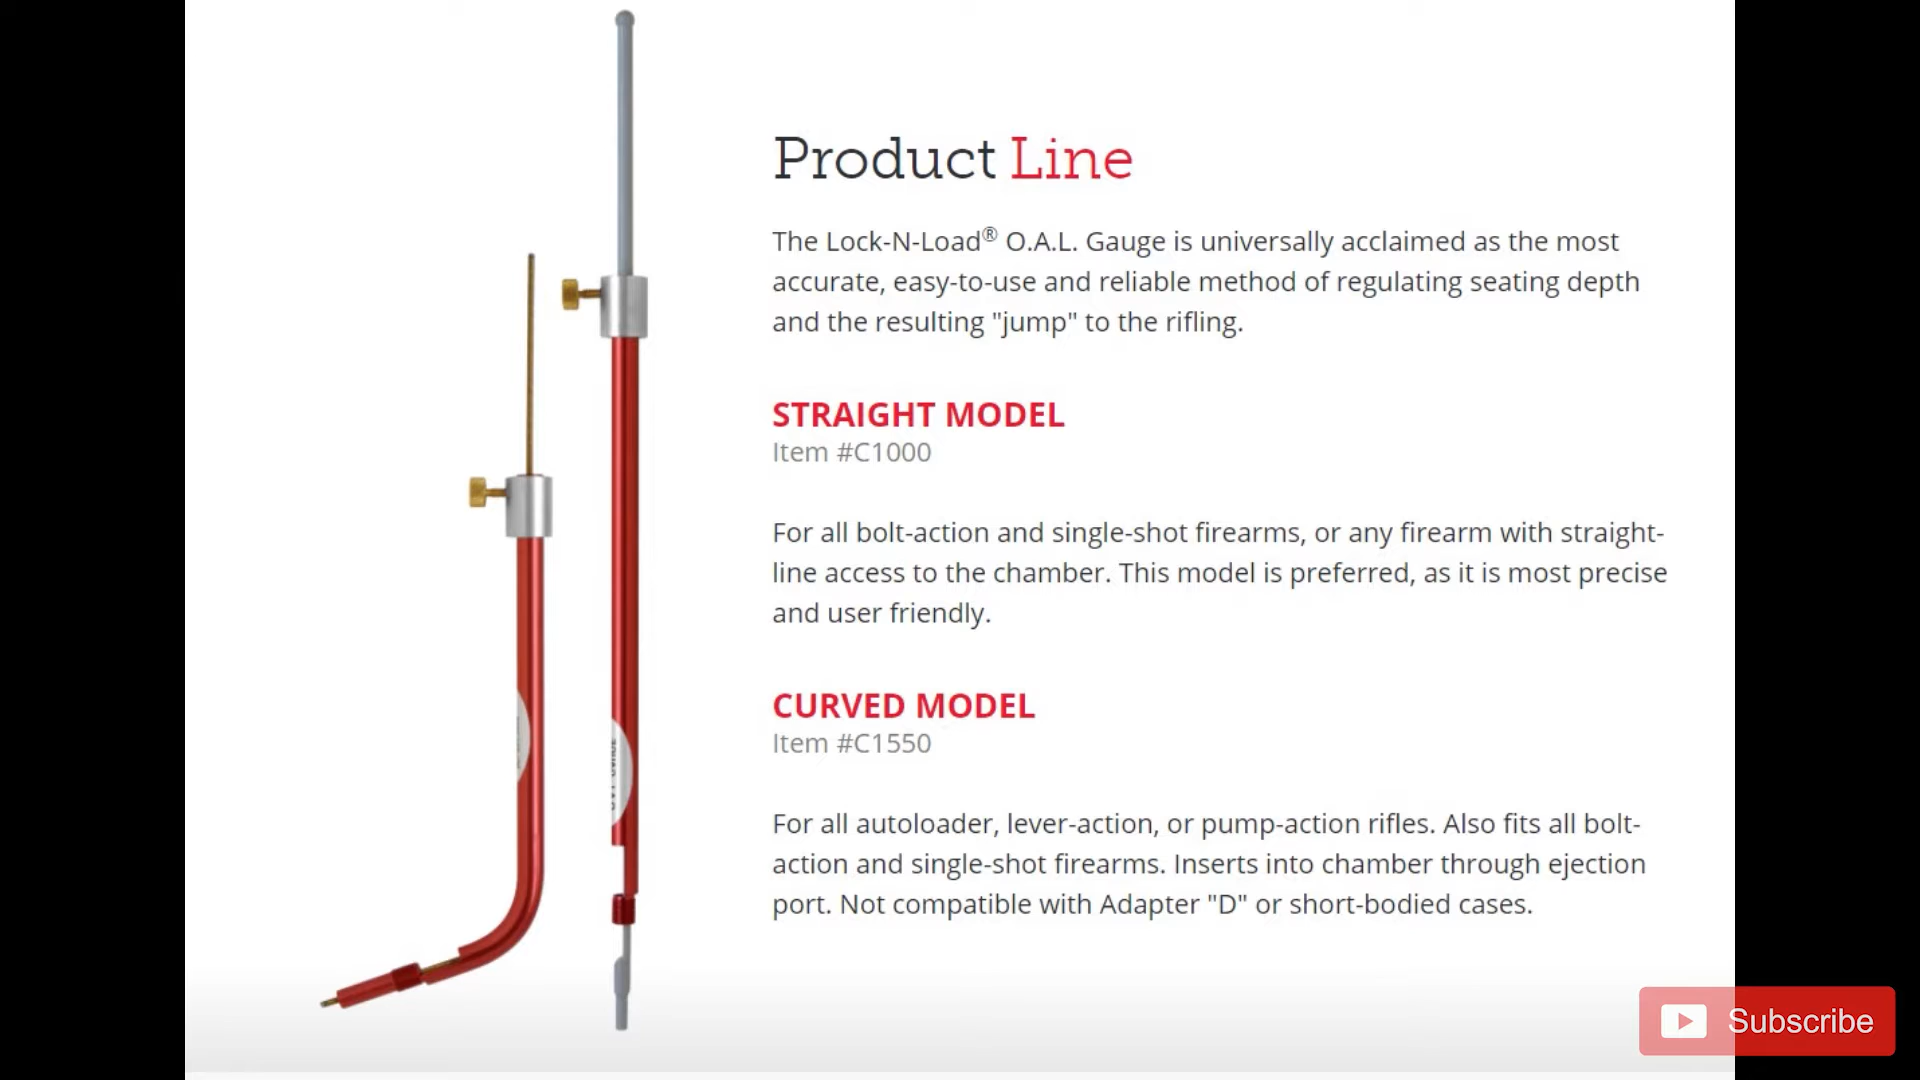 Product Line
The Lock-N-Load® O.A.L. Gauge is universally acclaimed as the most
accurate, easy-to-use and reliable method of regulating seating depth
and the resulting "jump" to the rifling.
STRAIGHT MODEL
Item #C1000
For all bolt-action and single-shot firearms, or any firearm with straight-
line access to the chamber. This model is preferred, as it is most precise
and user friendly.
CURVED MODEL
Item #C1550
For all autoloader, lever-action, or pump-action rifles. Also fits all bolt-
action and single-shot firearms. Inserts into chamber through ejection
port. Not compatible with Adapter "D" or short-bodied cases.
Subscribe